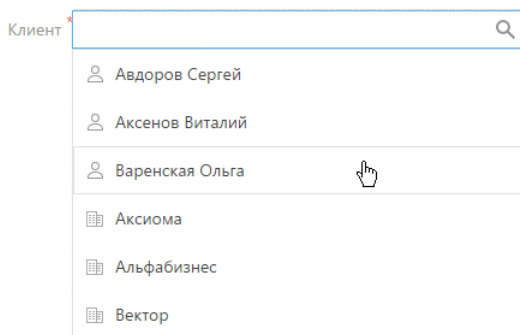 Клиент *
Авдоров Сергей
Аксенов Виталий
Варенская Ольга
Аксиома
Альфабизнес
Вектор